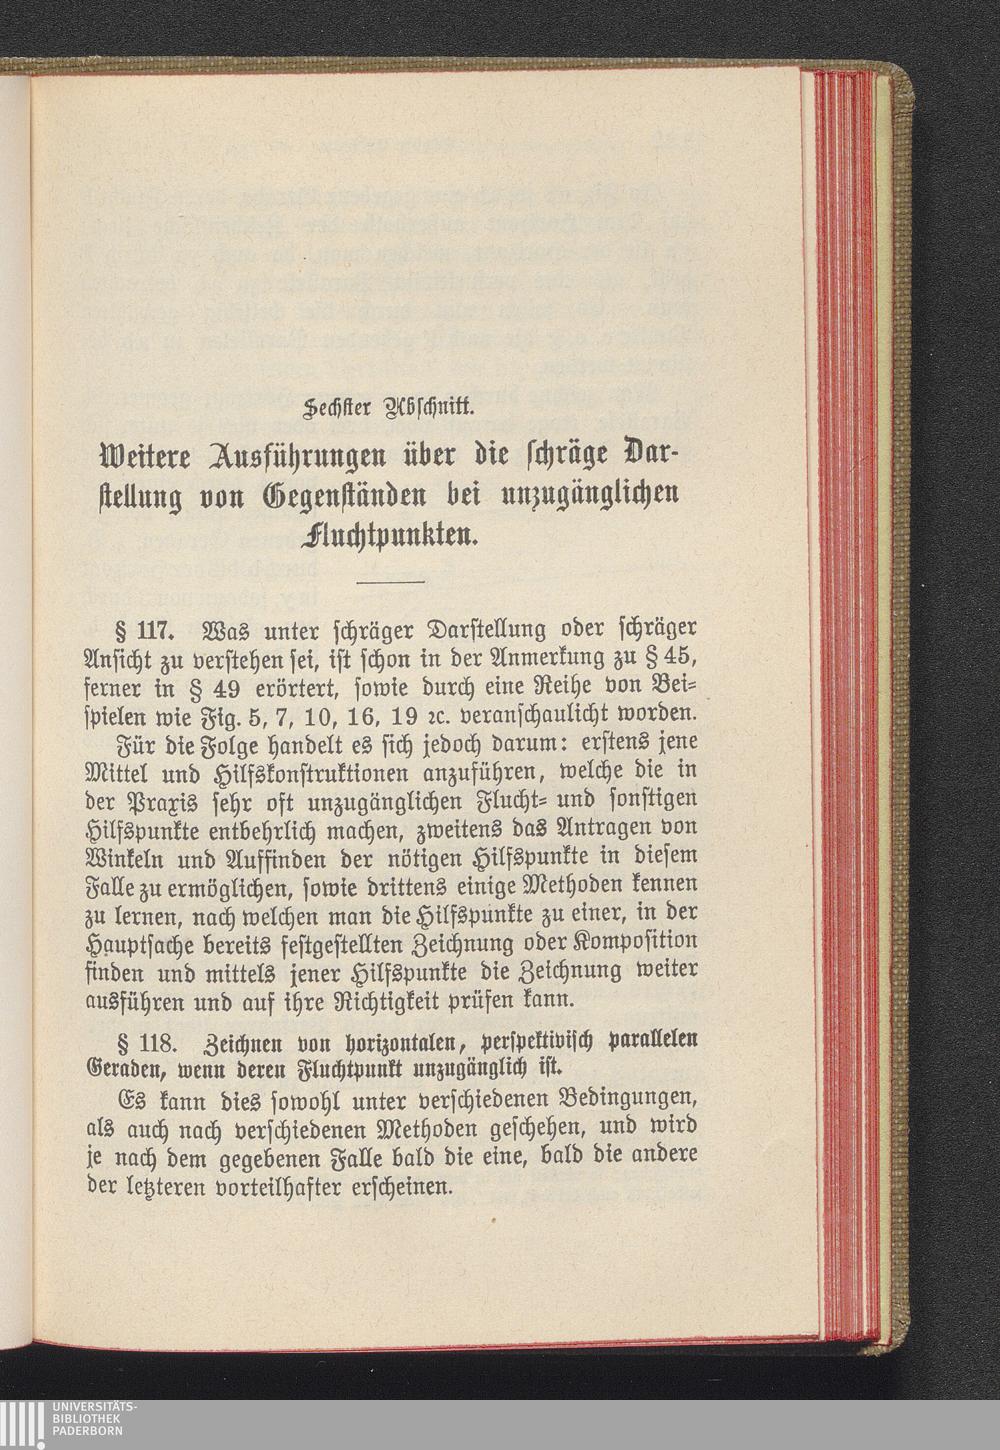 Sechster Abschnitt.
Weitere Ausführungen über die schräge Dar-
stellung von Gegenständen bei unzugänglichen
Fluchtpunkten.
§ 117. Was unter schräger Darstellung oder schräger
Ansicht zu verstehen sei, ist schon in der Anmerkung zu § 45,
ferner in § 49 erörtert, sowie durch eine Reihe von Bei-
spielen wie Fig. 5, 7, 10, 16, 19 ꝛc. veranschaulicht worden.
Für die Folge handelt es sich jedoch darum: erstens jene
Mittel und Hilfskonstruktionen anzuführen, welche die in
der Praxis sehr oft unzugänglichen Flucht- und sonstigen
Hilfspunkte entbehrlich machen, zweitens das Antragen von
Winkeln und Auffinden der nötigen Hilfspunkte in diesem
Falle zu ermöglichen, sowie drittens einige Methoden kennen
zu lernen, nach welchen man die Hilfspunkte zu einer, in der
Hauptsache bereits festgestellten Zeichnung oder Komposition
finden und mittels jener Hilfspunkte die Zeichnung weiter
ausführen und auf ihre Richtigkeit prüfen kann.
§ 118. Zeichnen von horizontalen, perspektivisch parallelen
Geraden, wenn deren Fluchtpunkt unzugänglich ist.
Es kann dies sowohl unter verschiedenen Bedingungen,
als auch nach verschiedenen Methoden geschehen, und wird
je nach dem gegebenen Falle bald die eine, bald die andere
der letzteren vorteilhafter erscheinen.
UNIVERSITÄTS-
BIBLIOTHEK
PADERBORN